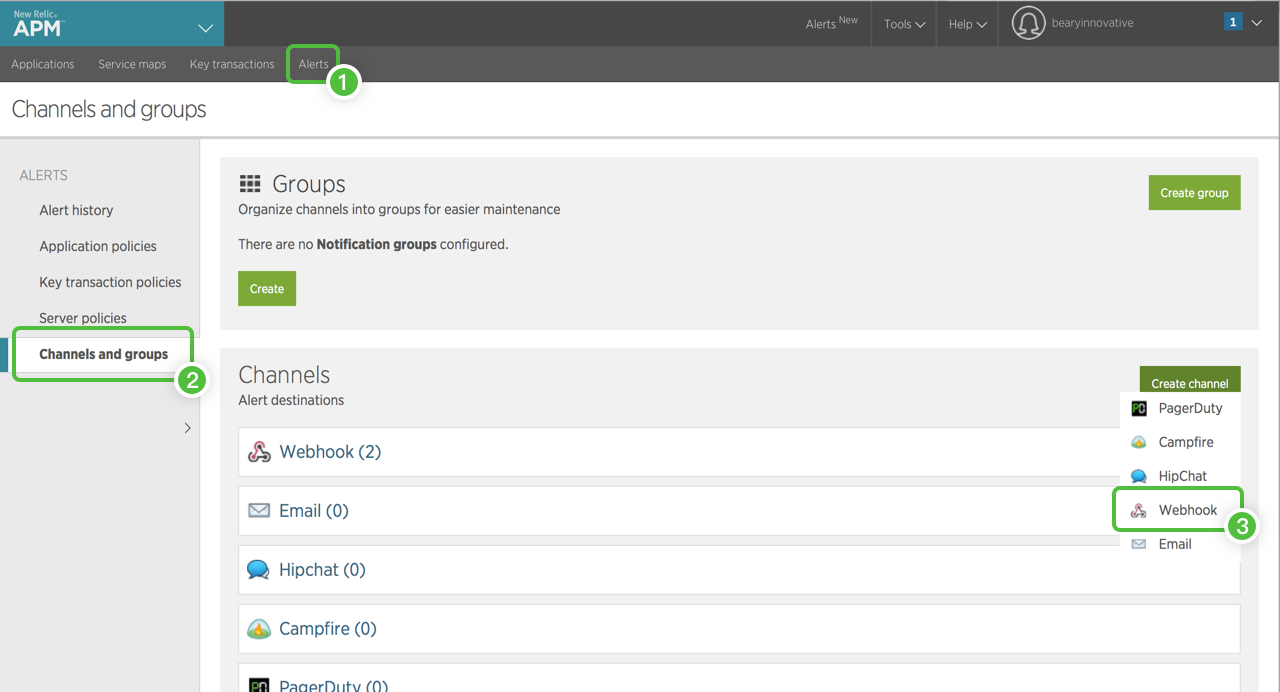 New Relic®
APM™
Alerts New
Tools
Help
bearyinnovative
1
Applications
Service maps
Key transactions
Alerts
1
Channels and groups
ALERTS
Alert history
Application policies
Key transaction policies
Server policies
Channels and groups
2
Groups
Create group
Organize channels into groups for easier maintenance
There are no Notification groups configured.
Create
Channels
Create channel
Alert destinations
PagerDuty
Campfire
HipChat
Webhook
3
Email
Webhook (2)
Email (0)
Hipchat (0)
Campfire (0)
PagerDuty (0)